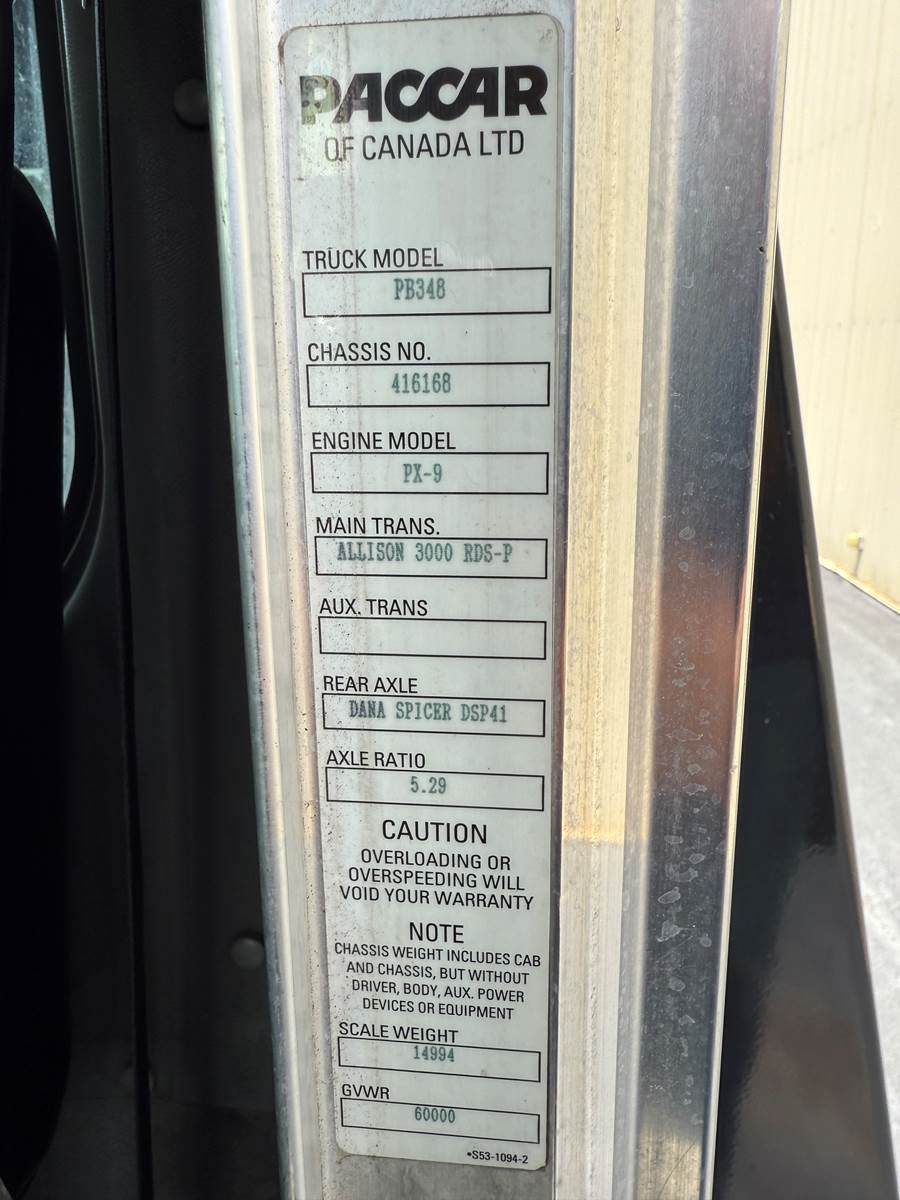 PACCAR
OF CANADA LTD
TRUCK MODEL
PB348
CHASSIS NO.
416168
ENGINE MODEL
PX-9
MAIN TRANS.
ALLISON 3000 RDS-P
AUX. TRANS
REAR AXLE
DANA SPICER DSP41
AXLE RATIO
5.29
CAUTION
OVERLOADING OR
OVERSPEEDING WILL
VOID YOUR WARRANTY
NOTE
CHASSIS WEIGHT INCLUDES CAB
AND CHASSIS, BUT WITHOUT
DRIVER, BODY, AUX. POWER
DEVICES OR EQUIPMENT
SCALE WEIGHT
14994
GVWR
60000
•S53-1094-2